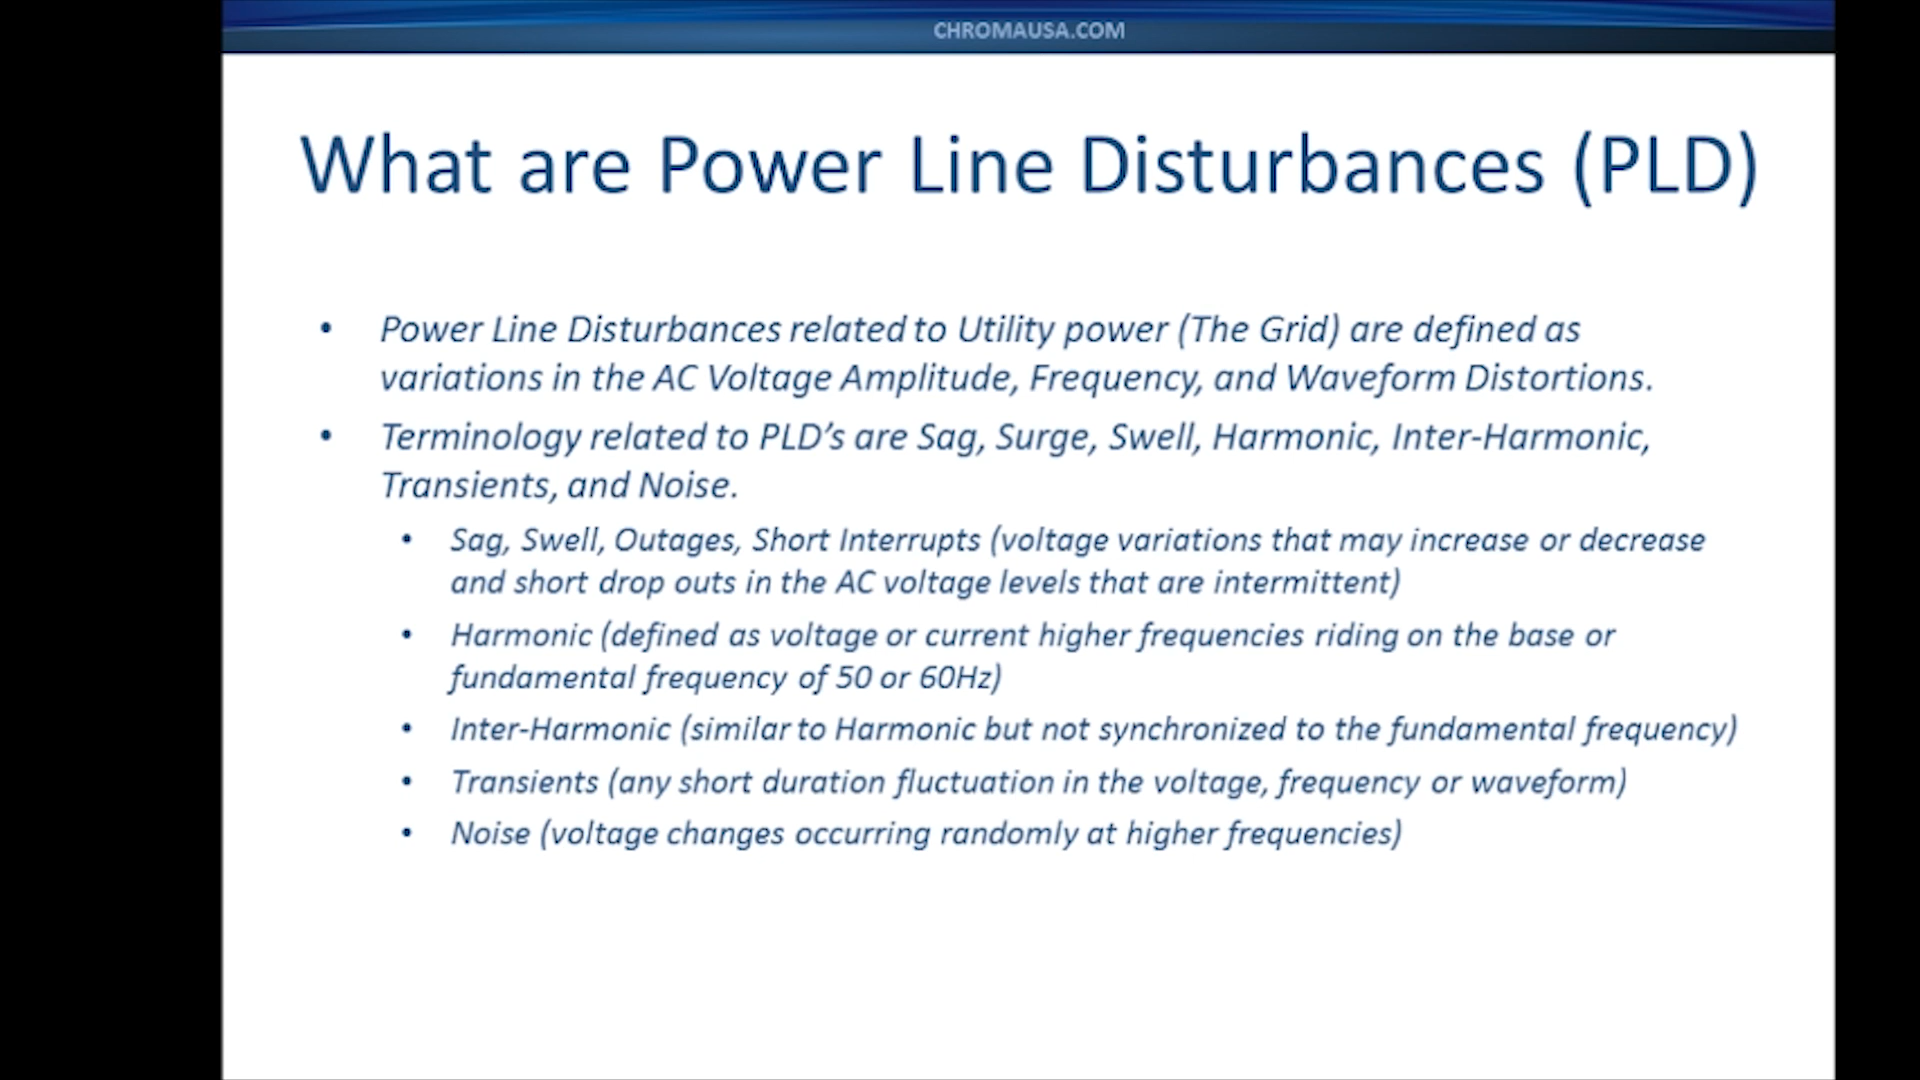 CHROMAUSA.COM
What are Power Line Disturbances (PLD)
• Power Line Disturbances related to Utility power (The Grid) are defined as
variations in the AC Voltage Amplitude, Frequency, and Waveform Distortions.
• Terminology related to PLD’s are Sag, Surge, Swell, Harmonic, Inter-Harmonic,
Transients, and Noise.
• Sag, Swell, Outages, Short Interrupts (voltage variations that may increase or decrease
and short drop outs in the AC voltage levels that are intermittent)
• Harmonic (defined as voltage or current higher frequencies riding on the base or
fundamental frequency of 50 or 60Hz)
• Inter-Harmonic (similar to Harmonic but not synchronized to the fundamental frequency)
• Transients (any short duration fluctuation in the voltage, frequency or waveform)
• Noise (voltage changes occurring randomly at higher frequencies)